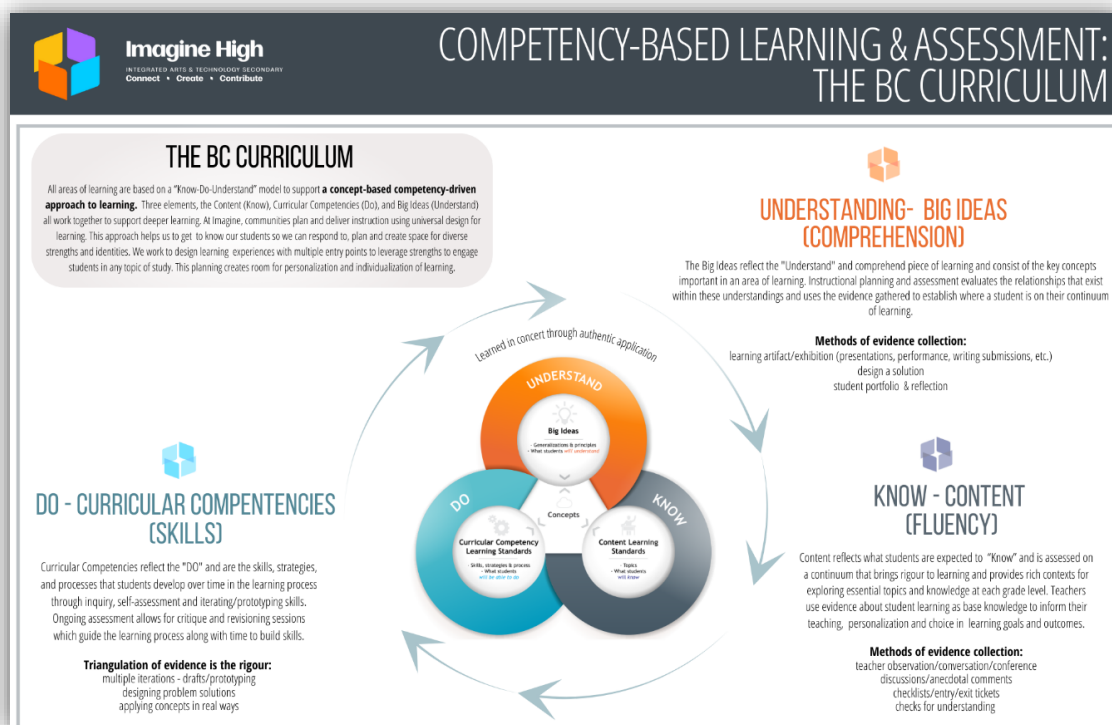 Imagine High
INTEGRATED ARTS & TECHNOLOGY SECONDARY
Connect • Create • Contribute
COMPETENCY-BASED LEARNING & ASSESSMENT:
THE BC CURRICULUM
THE BC CURRICULUM
All areas of learning are based on a "Know-Do-Understand" model to support a concept-based competency-driven
approach to learning. Three elements, the Content (Know), Curricular Competencies (Do), and Big Ideas (Understand)
all work together to support deeper learning. At Imagine, communities plan and deliver instruction using universal design for
learning. This approach helps us to get to know our students so we can respond to, plan and create space for diverse
strengths and identities. We work to design learning experiences with multiple entry points to leverage strengths to engage
students in any topic of study. This planning creates room for personalization and individualization of learning.
UNDERSTANDING- BIG IDEAS
(COMPREHENSION)
The Big Ideas reflect the "Understand" and comprehend piece of learning and consist of the key concepts
important in an area of learning. Instructional planning and assessment evaluates the relationships that exist
within these understandings and uses the evidence gathered to establish where a student is on their continuum
of learning.
Methods of evidence collection:
learning artifact/exhibition (presentations, performance, writing submissions, etc.)
design a solution
student portfolio & reflection
Learned in concert through authentic application
UNDERSTAND
Big Ideas
- Generalizations & principles
- What students will understand
DO
Curricular Competency
Learning Standards
- Skills, strategies & process
- What students
will be able to do
Concepts
KNOW
Content Learning
Standards
- Topics
- What students
will know
DO - CURRICULAR COMPENTENCIES
(SKILLS)
Curricular Competencies reflect the "DO" and are the skills, strategies,
and processes that students develop over time in the learning process
through inquiry, self-assessment and iterating/prototyping skills.
Ongoing assessment allows for critique and revisioning sessions
which guide the learning process along with time to build skills.
Triangulation of evidence is the rigour:
multiple iterations - drafts/prototyping
designing problem solutions
applying concepts in real ways
KNOW - CONTENT
(FLUENCY)
Content reflects what students are expected to "Know" and is assessed on
a continuum that brings rigour to learning and provides rich contexts for
exploring essential topics and knowledge at each grade level. Teachers
use evidence about student learning as base knowledge to inform their
teaching, personalization and choice in learning goals and outcomes.
Methods of evidence collection:
teacher observation/conversation/conference
discussions/anecdotal comments
checklists/entry/exit tickets
checks for understanding